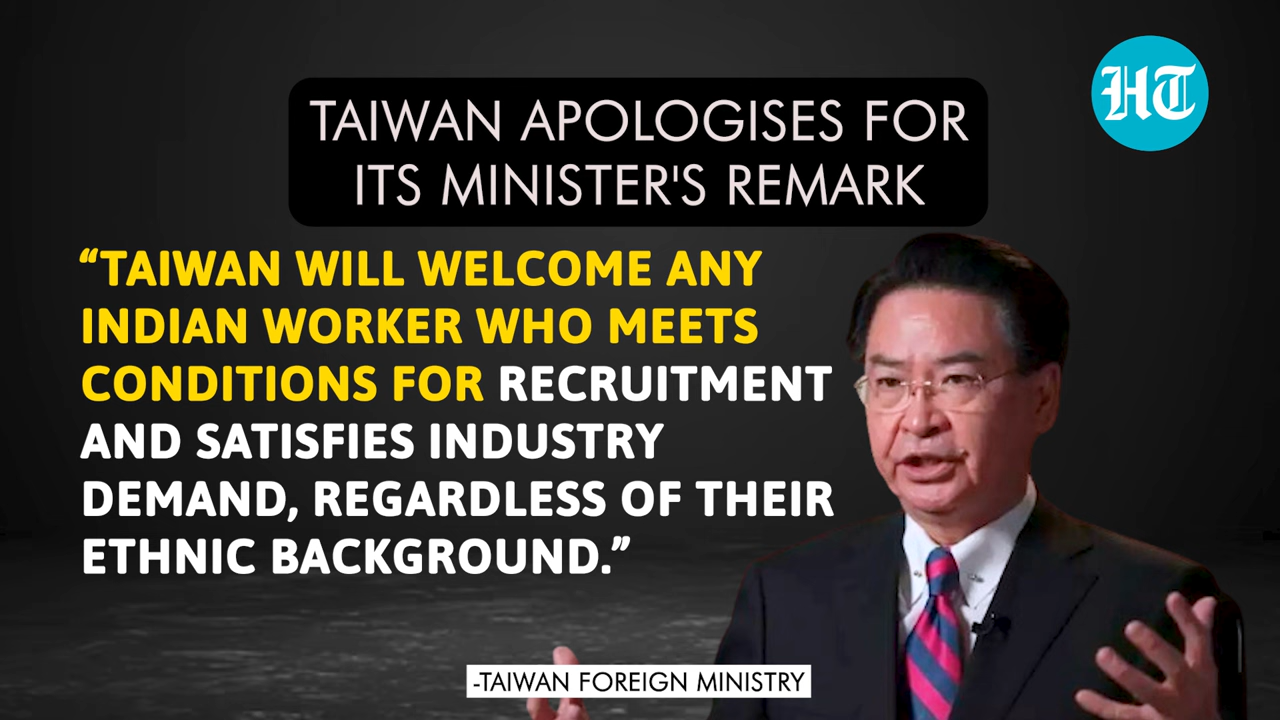 HT
TAIWAN APOLOGISES FOR
ITS MINISTER'S REMARK
“TAIWAN WILL WELCOME ANY
INDIAN WORKER WHO MEETS
CONDITIONS FOR RECRUITMENT
AND SATISFIES INDUSTRY
DEMAND, REGARDLESS OF THEIR
ETHNIC BACKGROUND.”
-TAIWAN FOREIGN MINISTRY